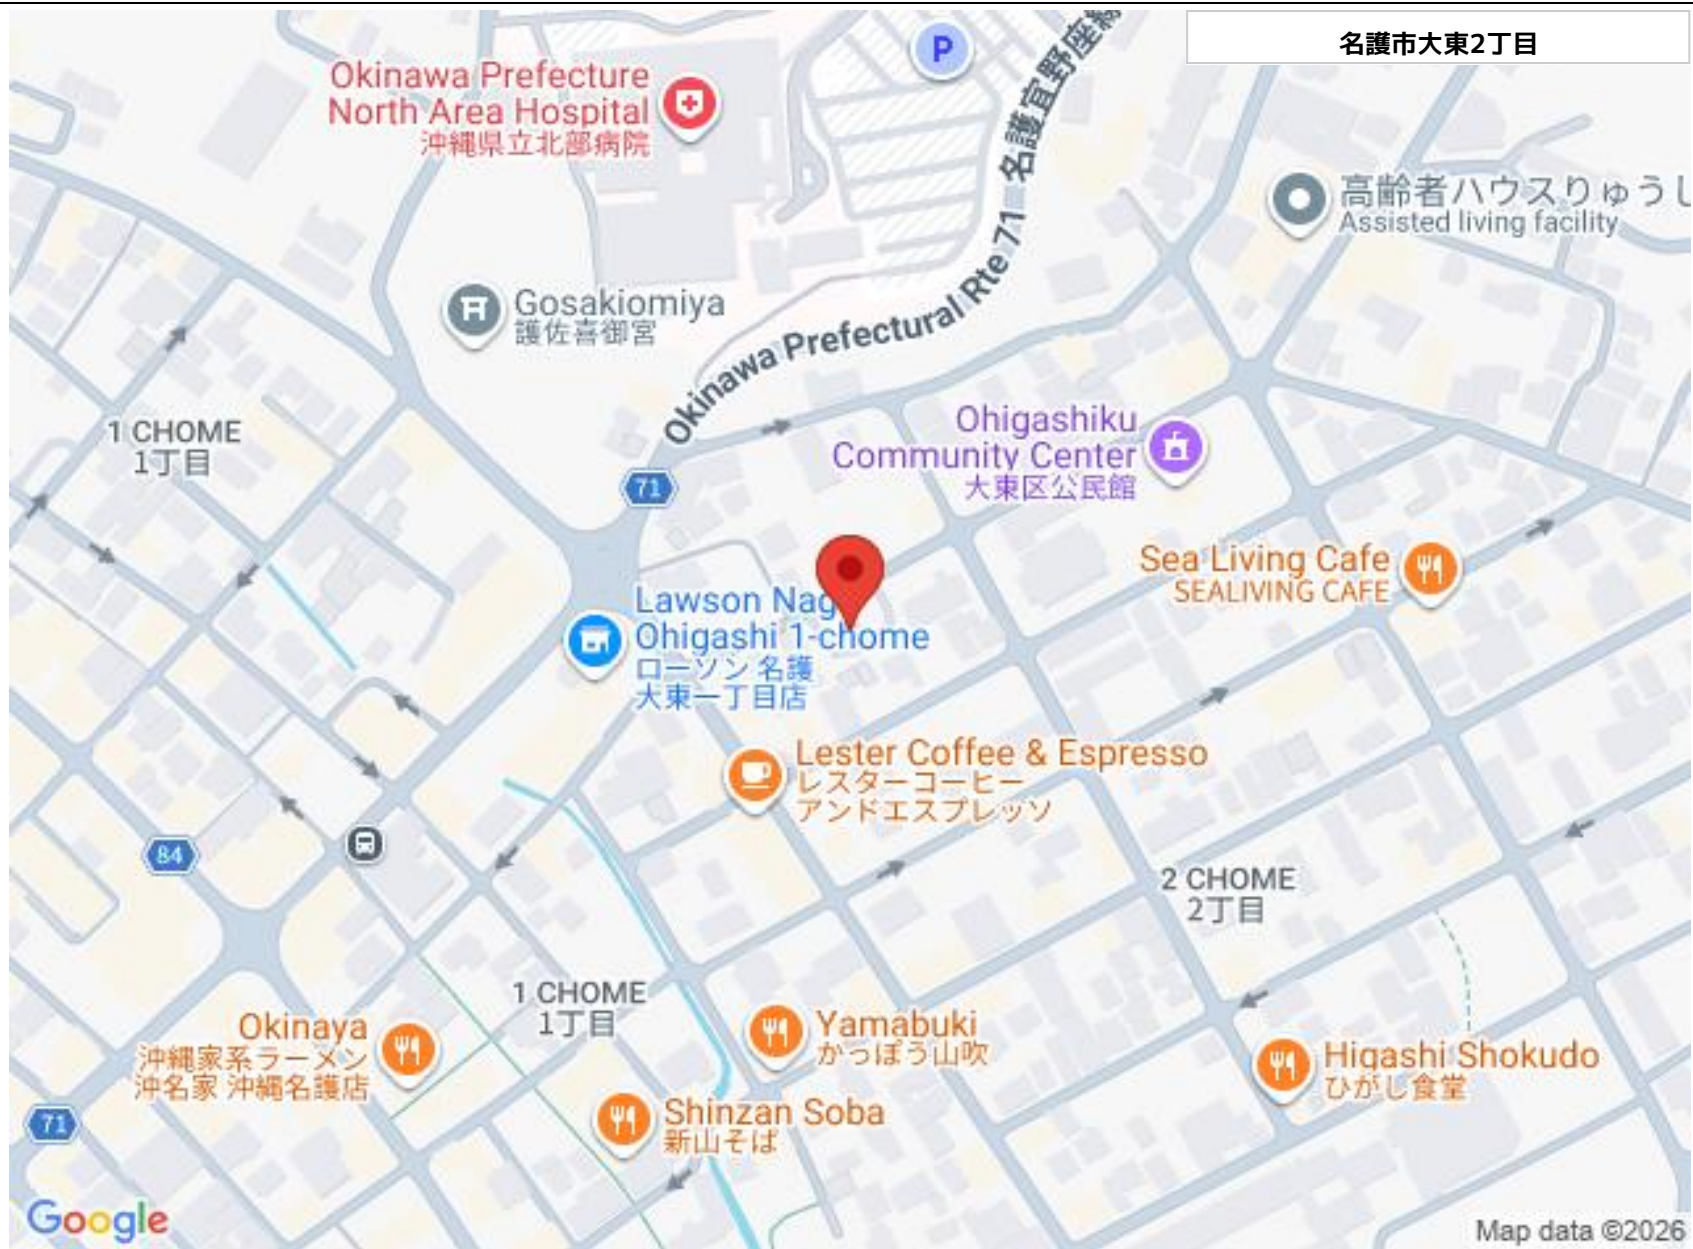 名護市大東2丁目
P
Okinawa Prefecture
North Area Hospital
沖縄県立北部病院
名護宜野座線
高齢者ハウスりゅうし
Assisted living facility
Gosakiomiya
護佐喜御宮
Okinawa Prefectural Rte 71
1 CHOME
1丁目
Ohigashiku
Community Center
大東区公民館
71
Sea Living Cafe
SEALIVING CAFE
Lawson Nag
Ohigashi 1-chome
ローソン 名護
大東一丁目店
Lester Coffee & Espresso
レスターコーヒー
アンドエスプレッソ
84
2 CHOME
2丁目
1 CHOME
1丁目
Okinaya
沖縄家系ラーメン
沖名家 沖縄名護店
Yamabuki
かっぽう山吹
Higashi Shokudo
ひがし食堂
71
Shinzan Soba
新山そば
Google
Map data ©2026